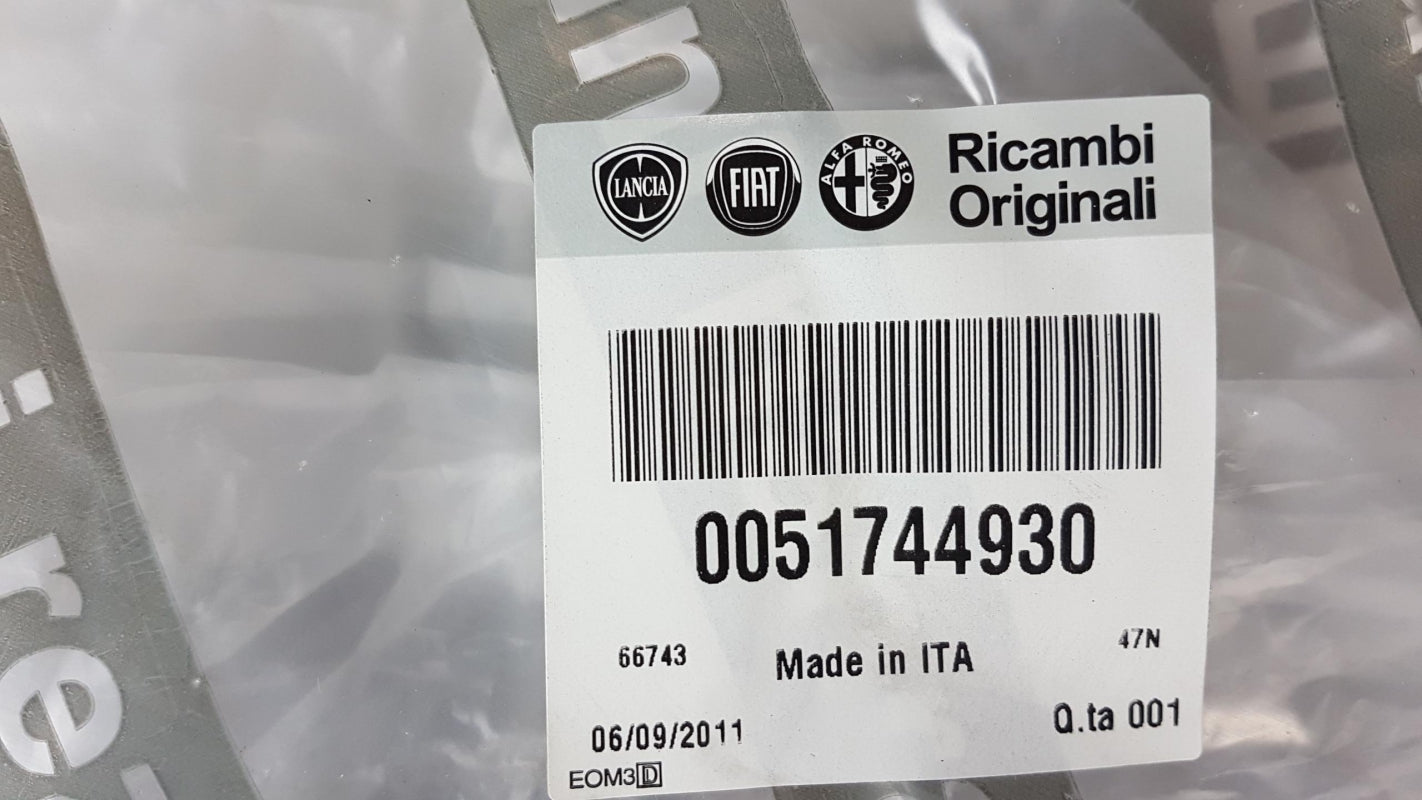 LANCIA
FIAT
ALFA ROMEO
Ricambi
Originali
0051744930
66743
Made in ITA
47N
06/09/2011
Q.ta 001
EOM3D